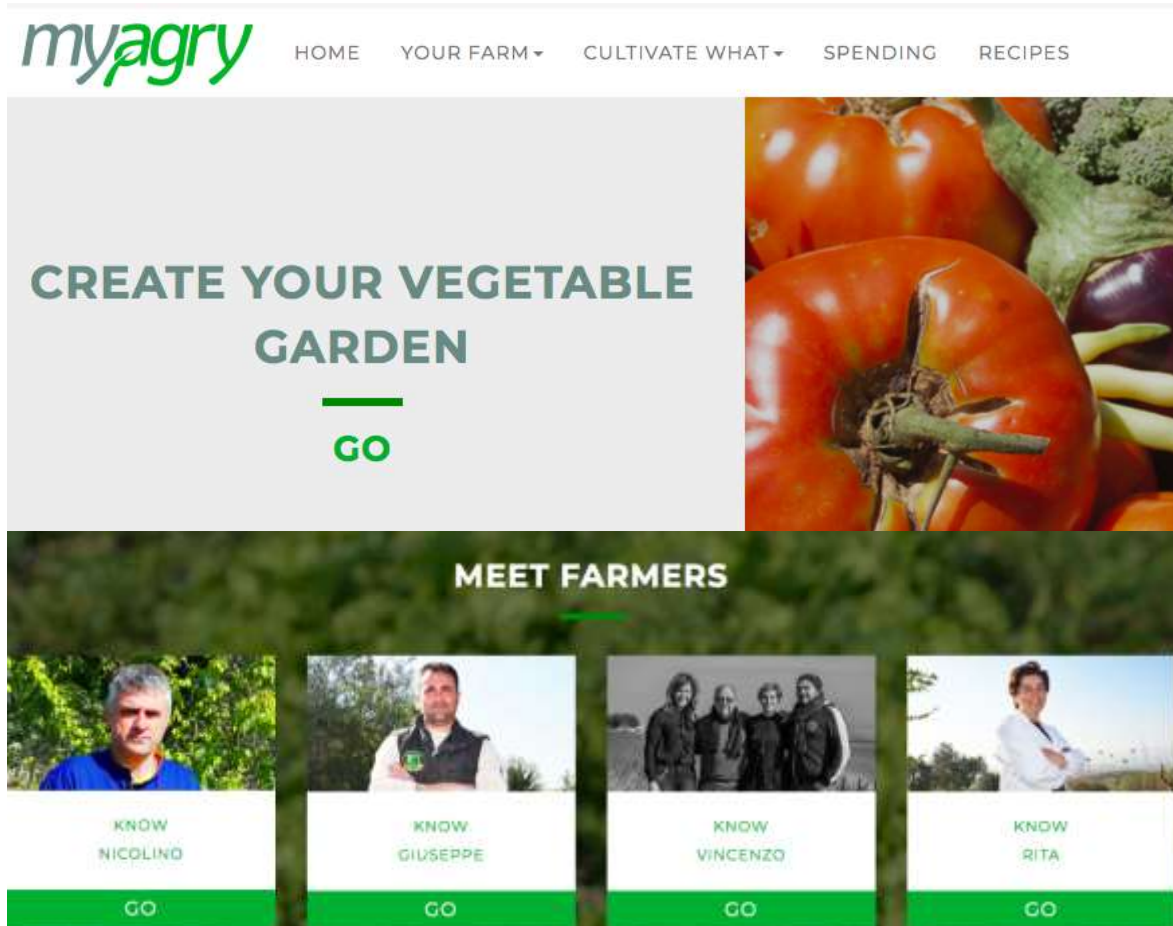 myagry
HOME YOUR FARM CULTIVATE WHAT SPENDING RECIPES
CREATE YOUR VEGETABLE
GARDEN
GO
MEET FARMERS
KNOW
NICOLINO
GO
KNOW
GIUSEPPE
GO
KNOW
VINCENZO
GO
KNOW
RITA
GO